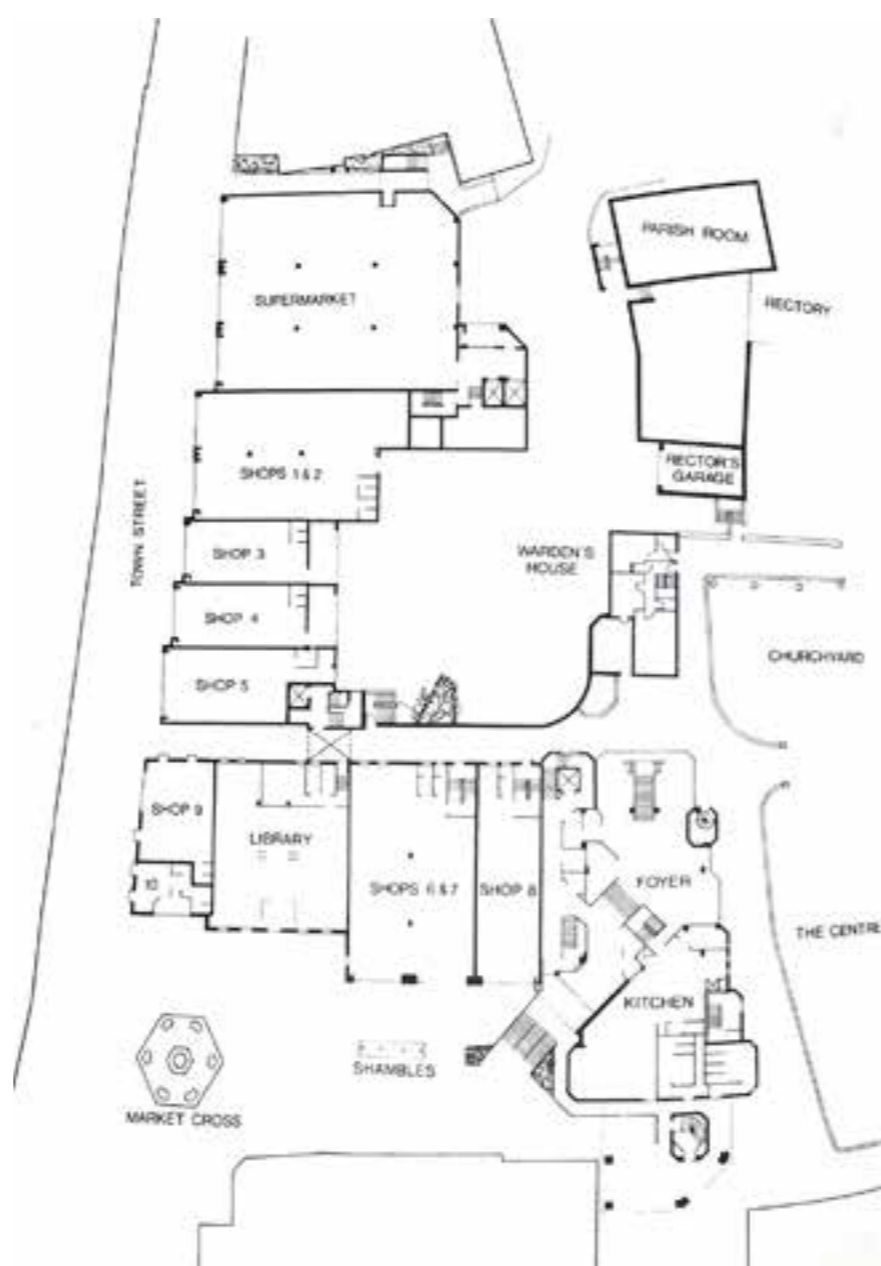 PARISH ROOM
RECTORY
SUPERMARKET
RECTOR'S
GARAGE
SHOPS 1 & 2
TOWN STREET
SHOP 3
WARDEN'S
HOUSE
SHOP 4
CHURCHYARD
SHOP 5
SHOP 9
LIBRARY
10
SHOPS 6 & 7
SHOP 8
FOYER
THE CENTRE
KITCHEN
SHAMBLES
MARKET CROSS